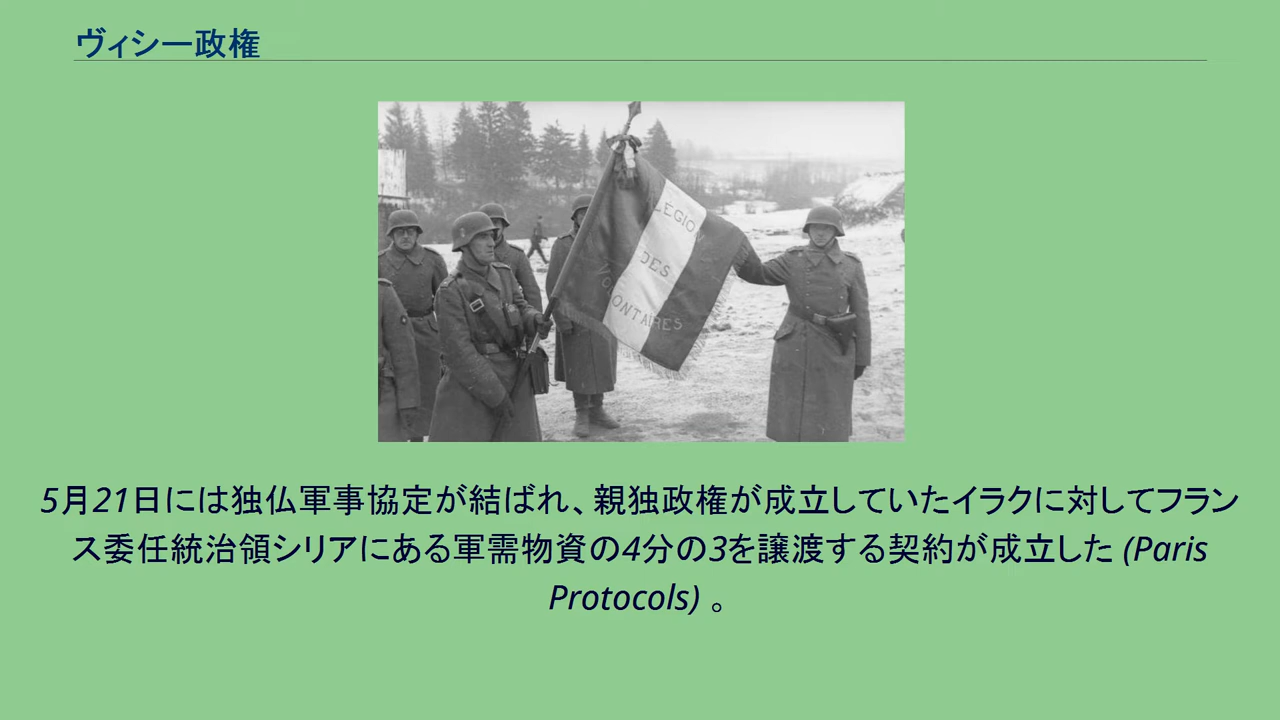 ヴィシー政権
LÉGIO
DES
VOLONTAIRES
5月21日には独仏軍事協定が結ばれ、親独政権が成立していたイラクに対してフラン
ス委任統治領シリアにある軍需物資の4分の3を譲渡する契約が成立した (Paris
Protocols) 。